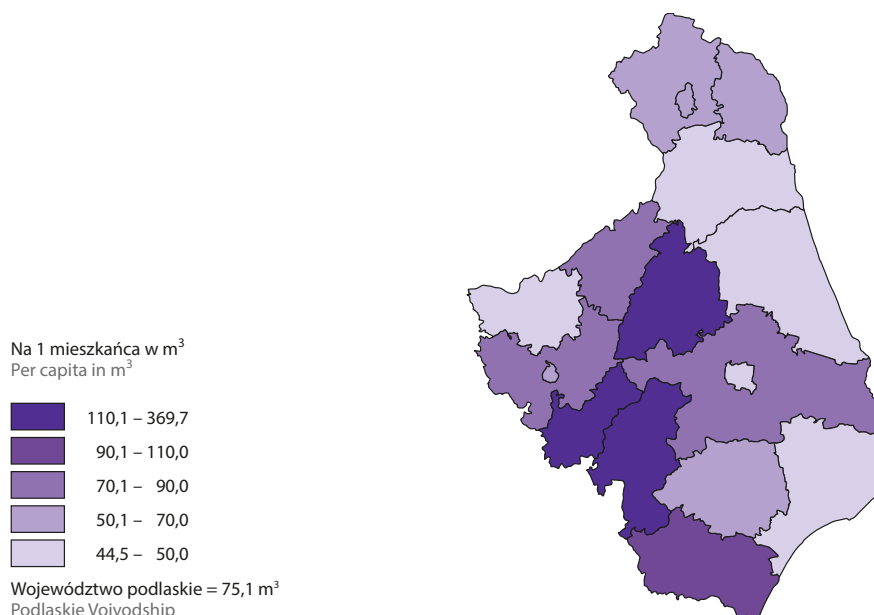 Na 1 mieszkańca w m³
Per capita in m³
110,1 – 369,7
90,1 – 110,0
70,1 – 90,0
50,1 – 70,0
44,5 – 50,0
Województwo podlaskie = 75,1 m³
Podlaskie Voivodship